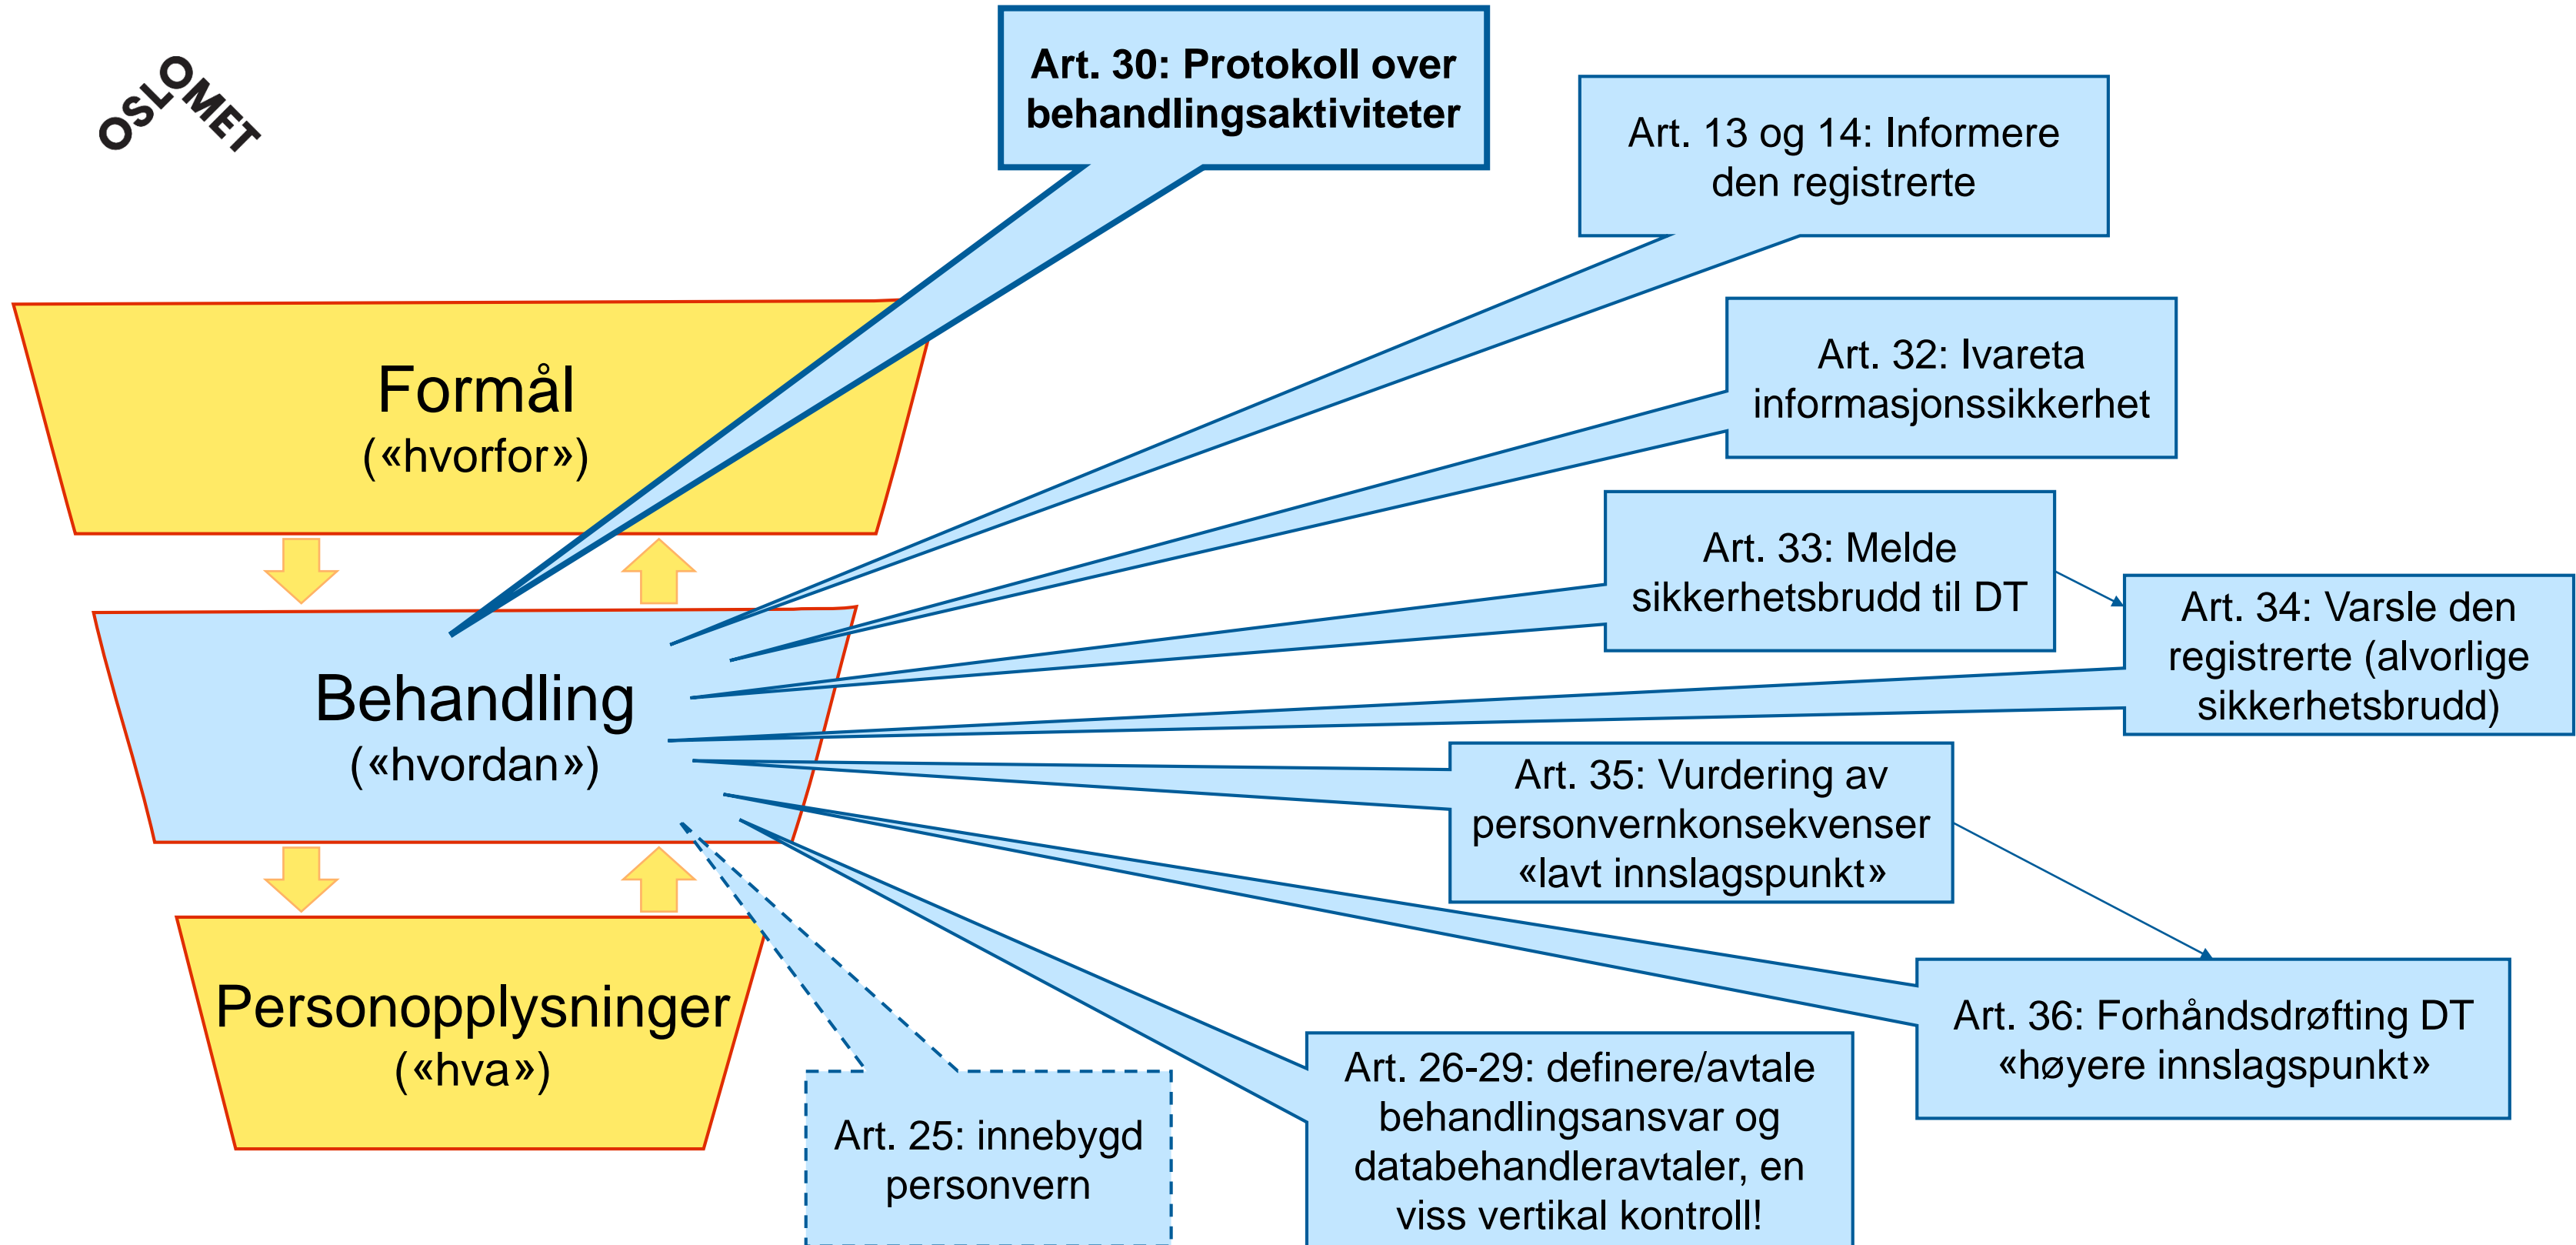 OSLOMET
Art. 30: Protokoll over
behandlingsaktiviteter
Art. 13 og 14: Informere
den registrerte
Art. 32: Ivareta
informasjonssikkerhet
Formål
(«hvorfor»)
Art. 33: Melde
sikkerhetsbrudd til DT
Art. 34: Varsle den
registrerte (alvorlige
sikkerhetsbrudd)
Behandling
(«hvordan»)
Art. 35: Vurdering av
personvernkonsekvenser
«lavt innslagspunkt»
Art. 36: Forhåndsdrøfting DT
«høyere innslagspunkt»
Personopplysninger
(«hva»)
Art. 25: innebygd
personvern
Art. 26-29: definere/avtale
behandlingsansvar og
databehandleravtaler, en
viss vertikal kontroll!